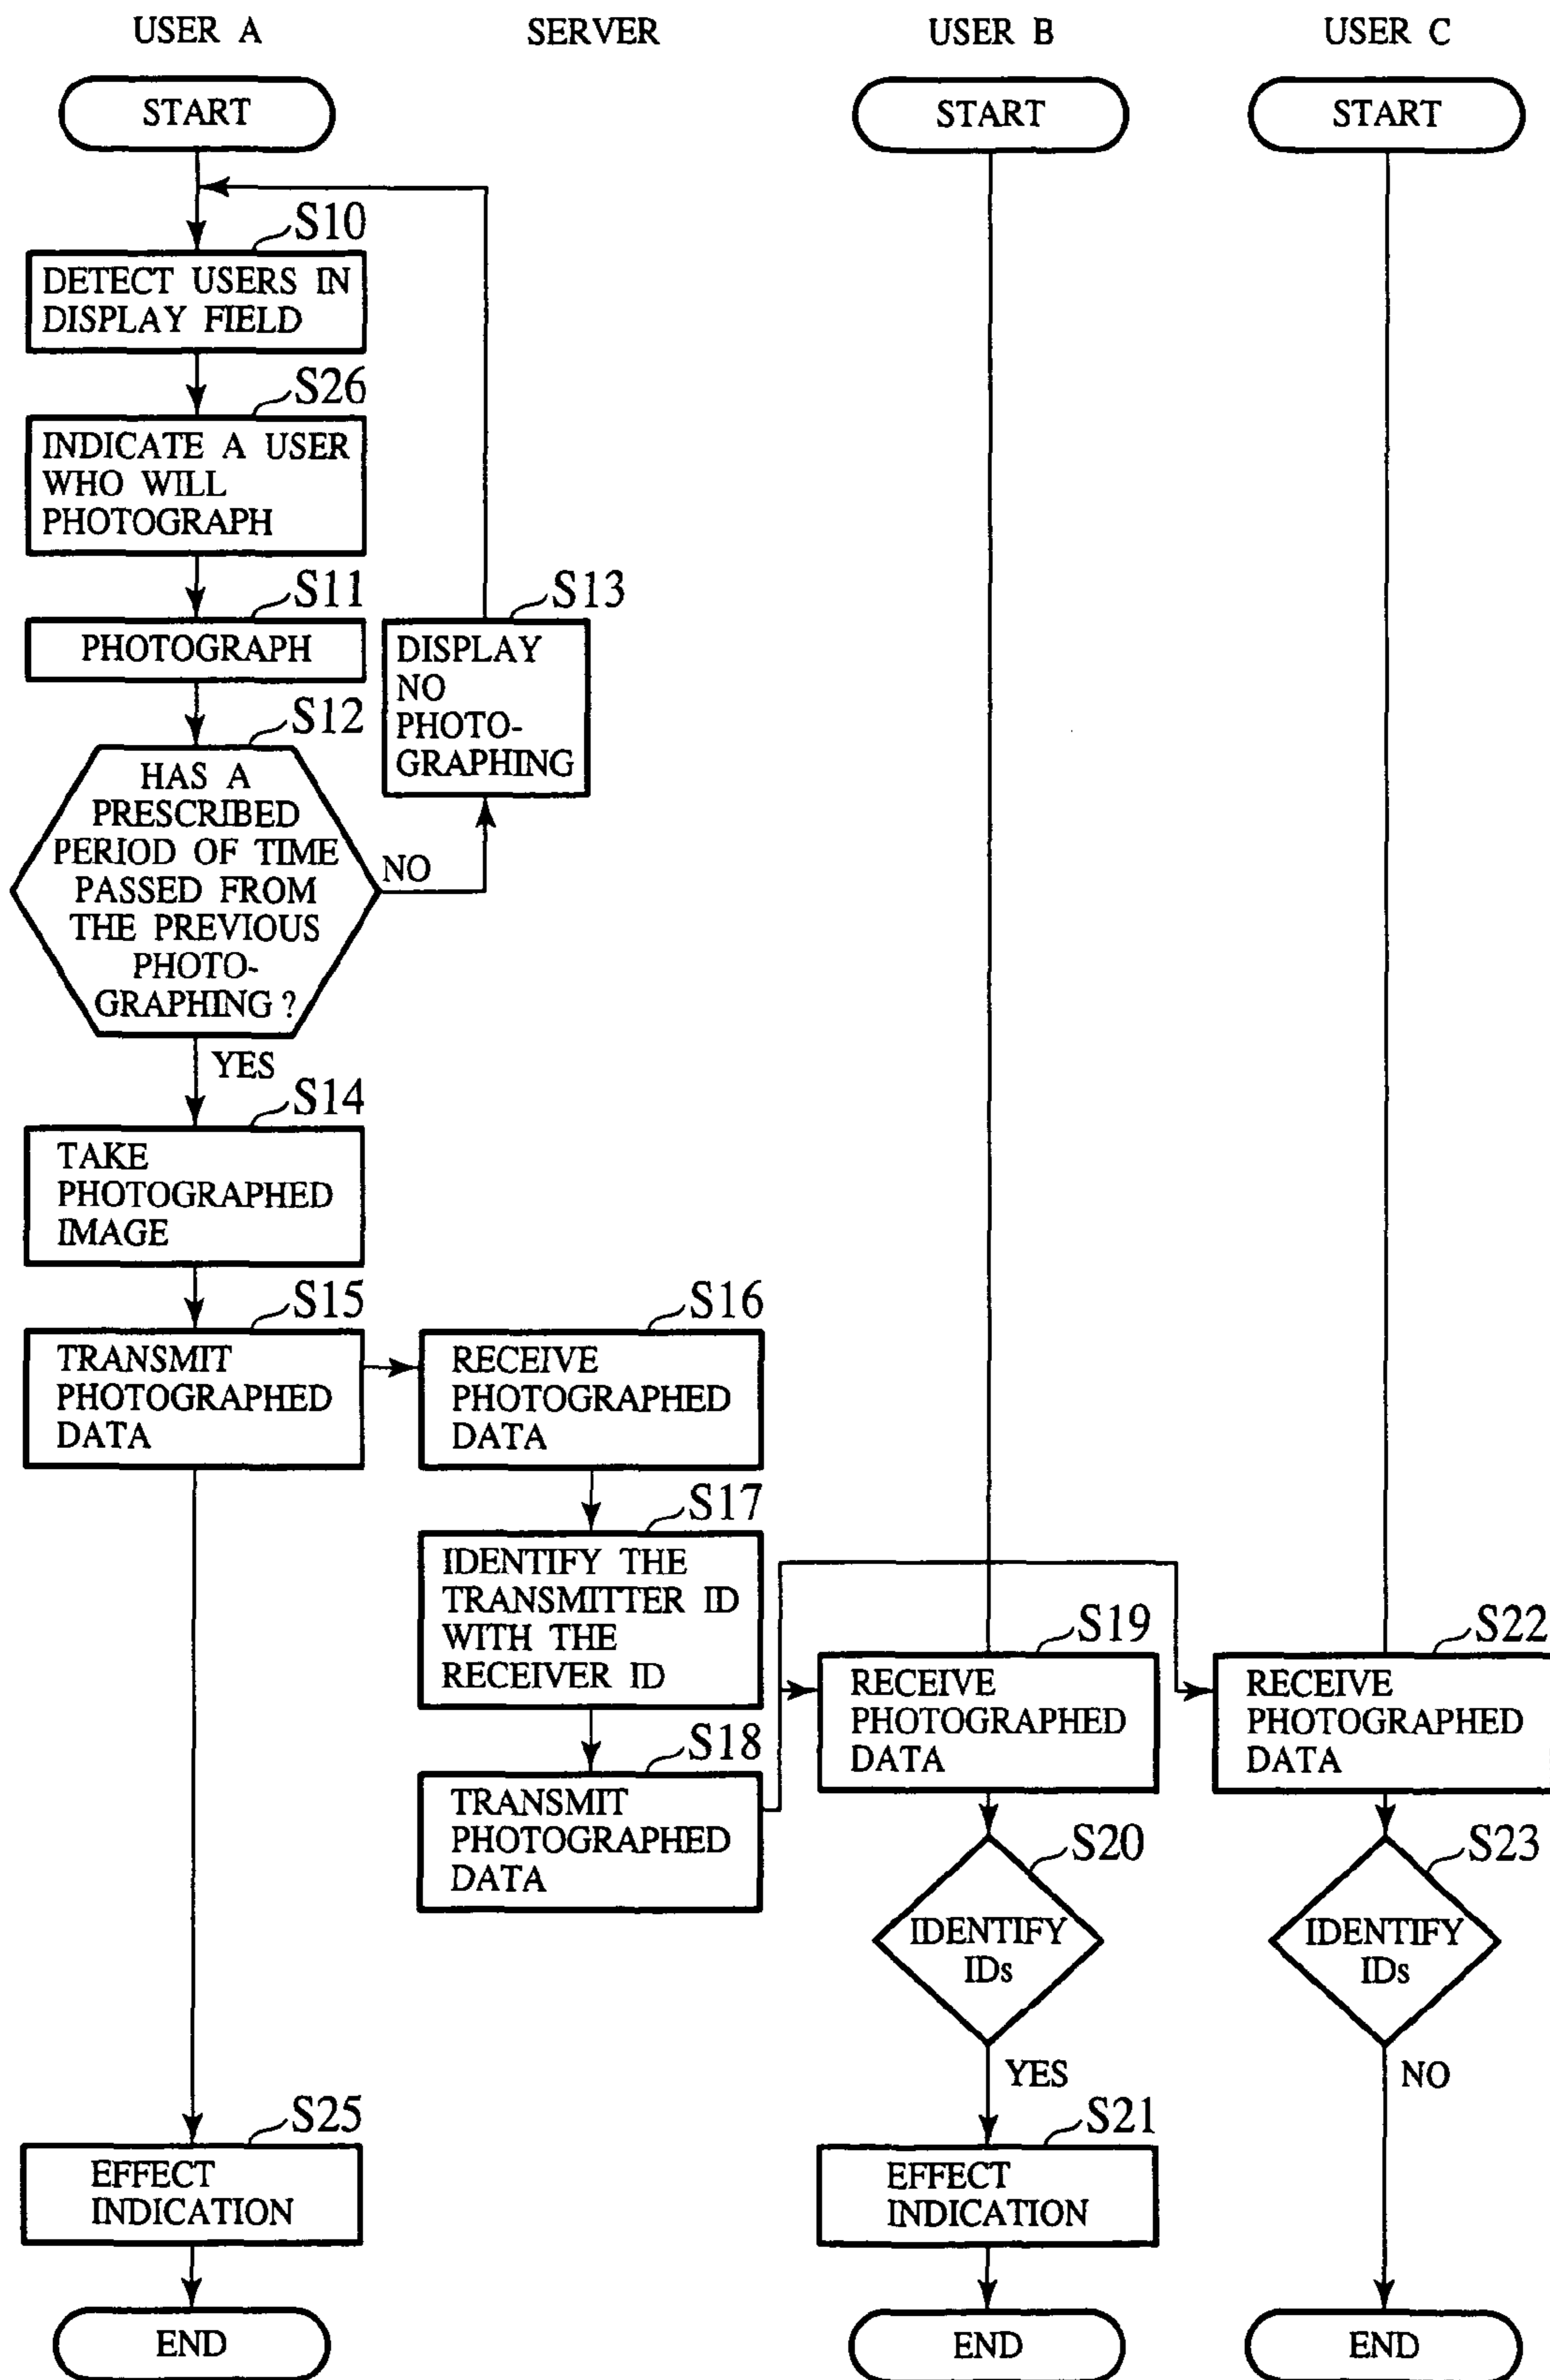 USER A
SERVER
USER B
USER C
START
START
START
S10
DETECT USERS IN
DISPLAY FIELD
S26
INDICATE A USER
WHO WILL
PHOTOGRAPH
S11
PHOTOGRAPH
S13
DISPLAY
NO
PHOTO-
GRAPHING
S12
HAS A
PRESCRIBED
PERIOD OF TIME
PASSED FROM
THE PREVIOUS
PHOTO-
GRAPHING ?
NO
YES
S14
TAKE
PHOTOGRAPHED
IMAGE
S15
TRANSMIT
PHOTOGRAPHED
DATA
S16
RECEIVE
PHOTOGRAPHED
DATA
S17
IDENTIFY THE
TRANSMITTER ID
WITH THE
RECEIVER ID
S18
TRANSMIT
PHOTOGRAPHED
DATA
S19
RECEIVE
PHOTOGRAPHED
DATA
S22
RECEIVE
PHOTOGRAPHED
DATA
S20
IDENTIFY
IDs
S23
IDENTIFY
IDs
YES
NO
S25
EFFECT
INDICATION
S21
EFFECT
INDICATION
END
END
END